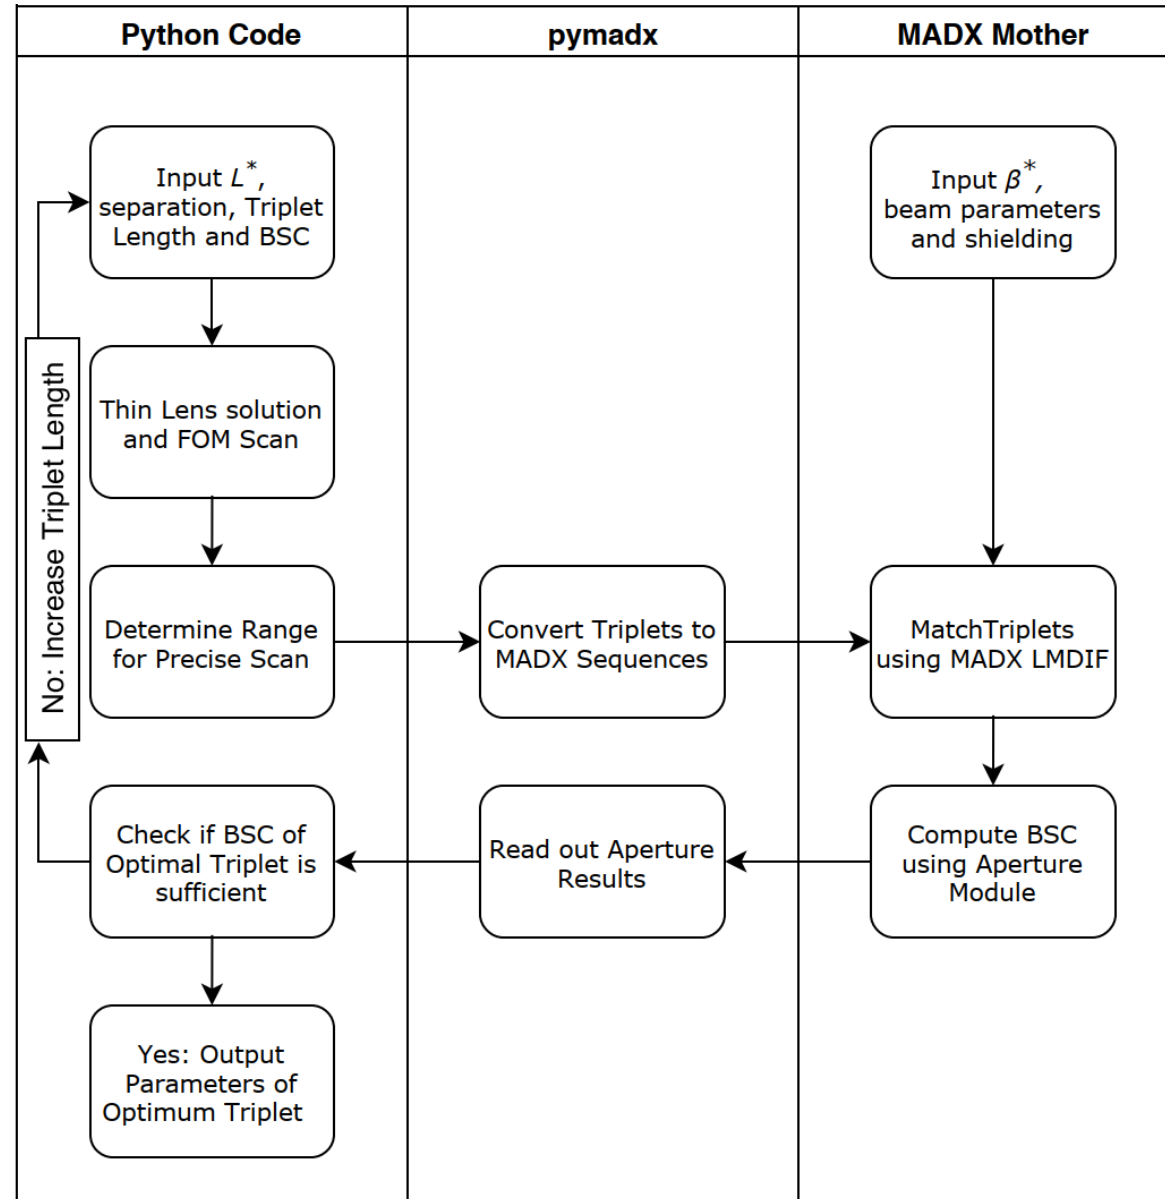 Python Code
pymadx
MADX Mother
Input L*,
separation, Triplet
Length and BSC
Input β*,
beam parameters
and shielding
No: Increase Triplet Length
Thin Lens solution
and FOM Scan
Determine Range
for Precise Scan
Convert Triplets to
MADX Sequences
MatchTriplets
using MADX LMDIF
Check if BSC of
Optimal Triplet is
sufficient
Read out Aperture
Results
Compute BSC
using Aperture
Module
Yes: Output
Parameters of
Optimum Triplet